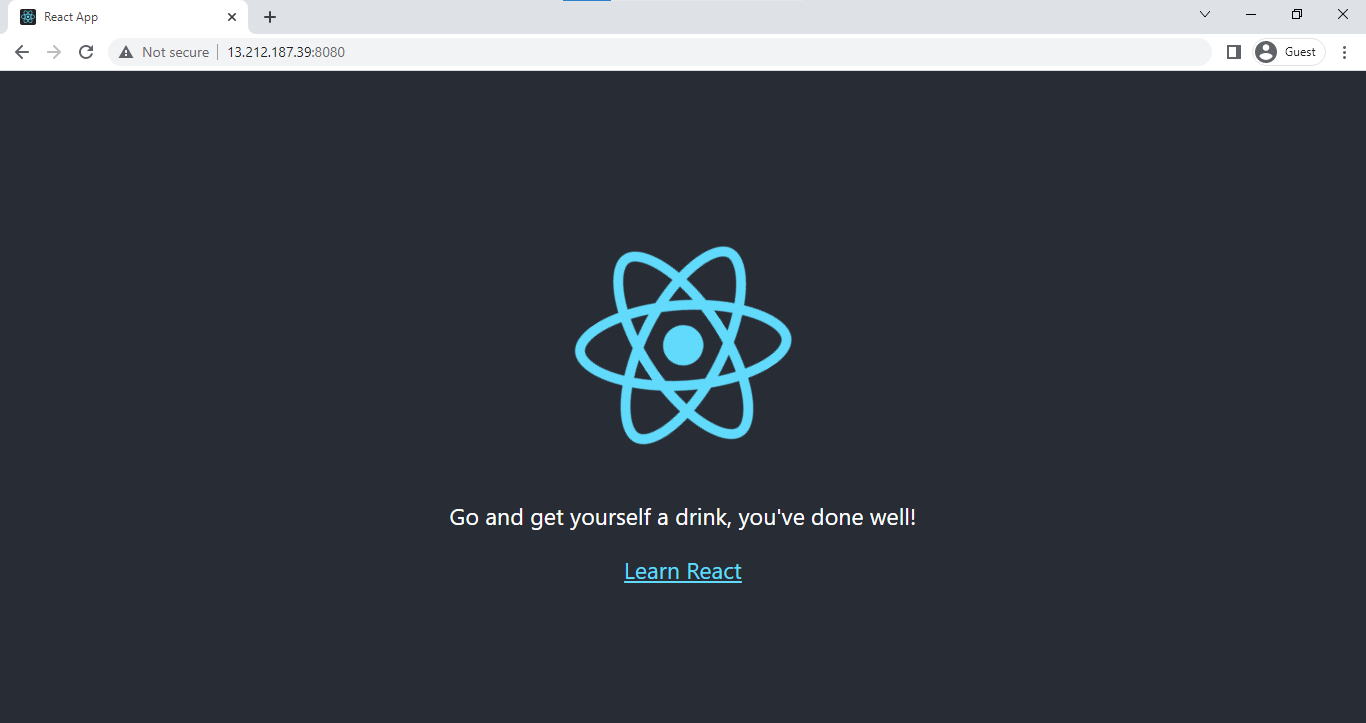 React App
Not secure
13.212.187.39:8080
Guest
Go and get yourself a drink, you've done well!
Learn React